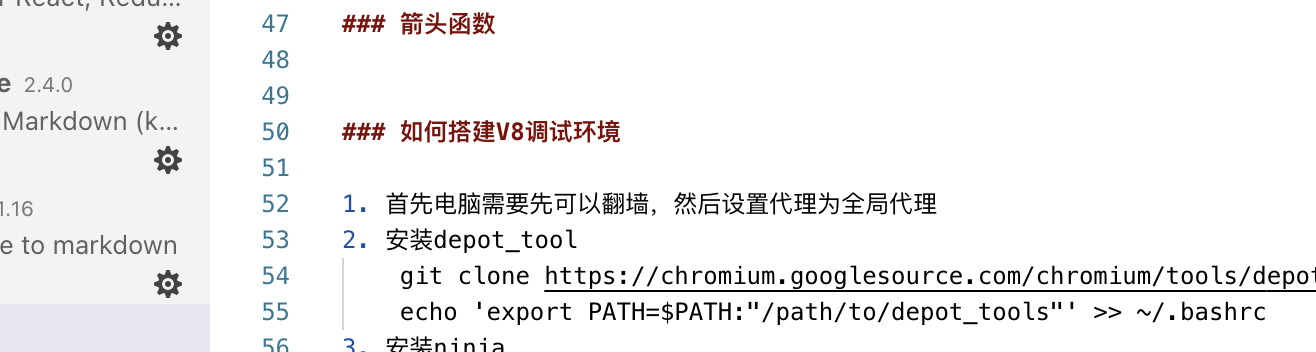 React, Redu...
e 2.4.0
Markdown (k...
1.16
e to markdown
47 ### 箭头函数
48
49
50 ### 如何搭建V8调试环境
51
52 1. 首先电脑需要先可以翻墙，然后设置代理为全局代理
53 2. 安装depot_tool
54 git clone https://chromium.googlesource.com/chromium/tools/depot
55 echo 'export PATH=$PATH:"/path/to/depot_tools"' >> ~/.bashrc
56 3. 安装ninja